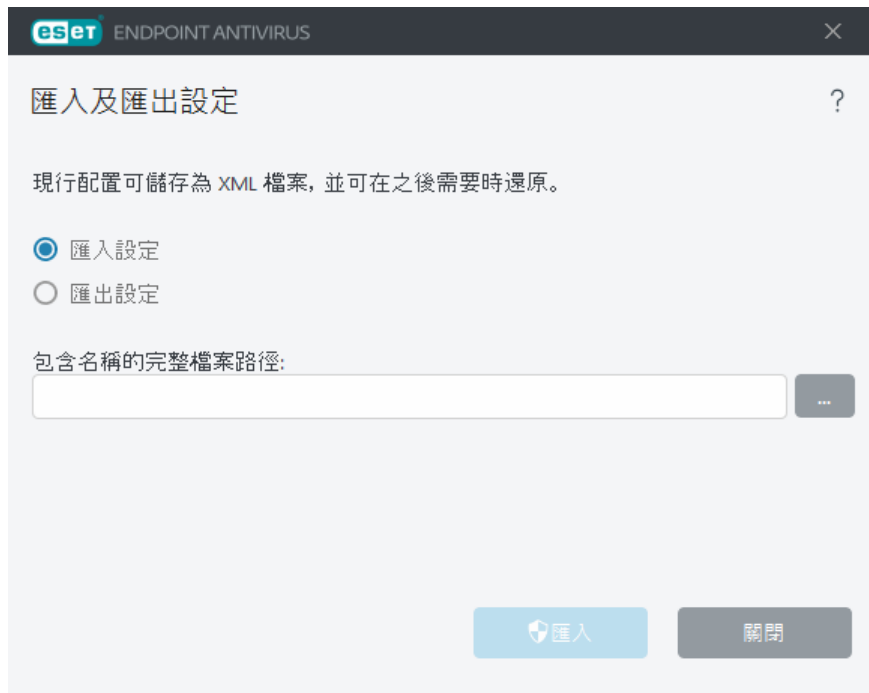 eset ENDPOINT ANTIVIRUS
匯入及匯出設定
?
現行配置可儲存為 XML 檔案, 並可在之後需要時還原。
匯入設定
匯出設定
包含名稱的完整檔案路徑:
...
匯入
關閉